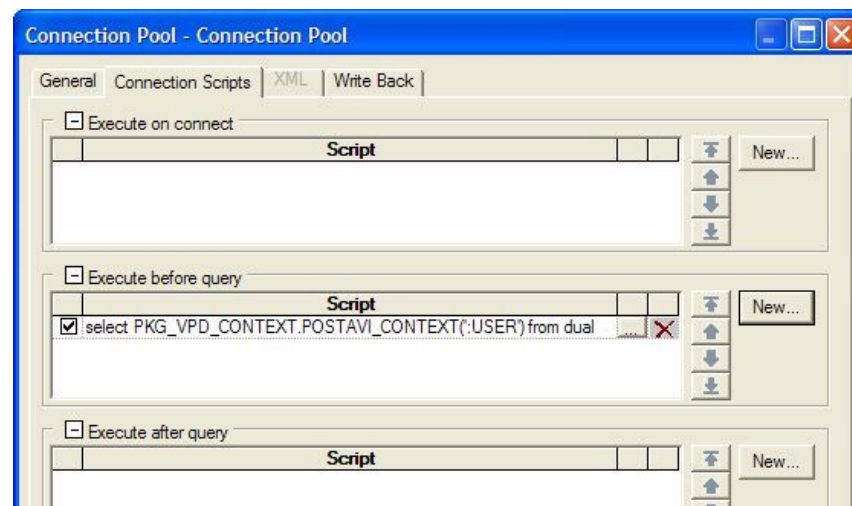 Connection Pool - Connection Pool
General Connection Scripts XML Write Back
Execute on connect
Script
New...
Execute before query
Script
New...
select PKG_VPD_CONTEXT.POSTAVI_CONTEXT(':USER') from dual ...
Execute after query
Script
New...